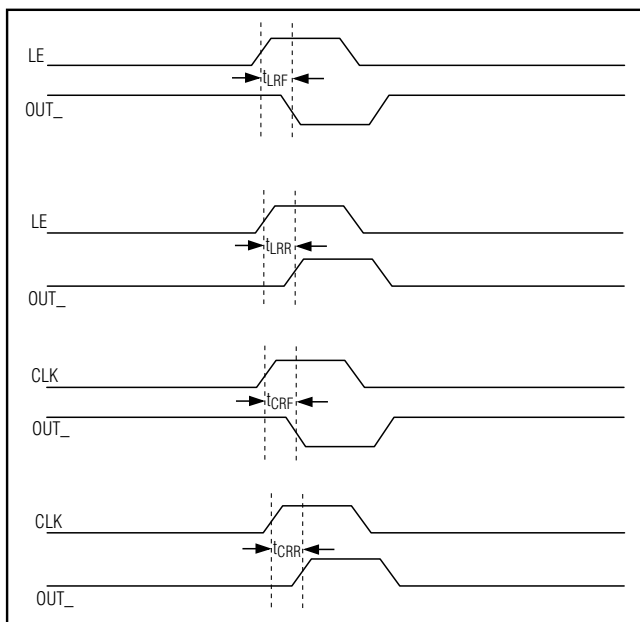 LE
tLRF
OUT_
LE
tLRR
OUT_
CLK
tCRF
OUT_
CLK
tCRR
OUT_